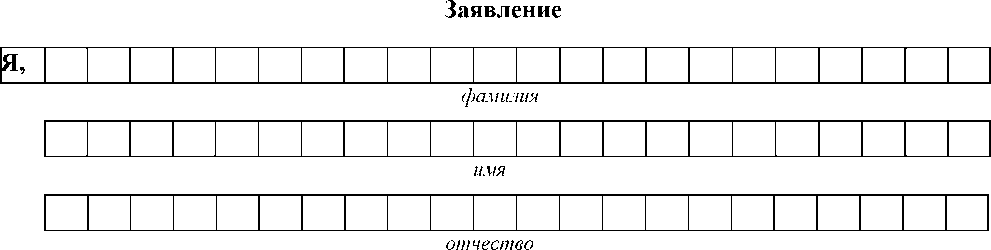 Заявление
Я,
фамилия
имя
отчество